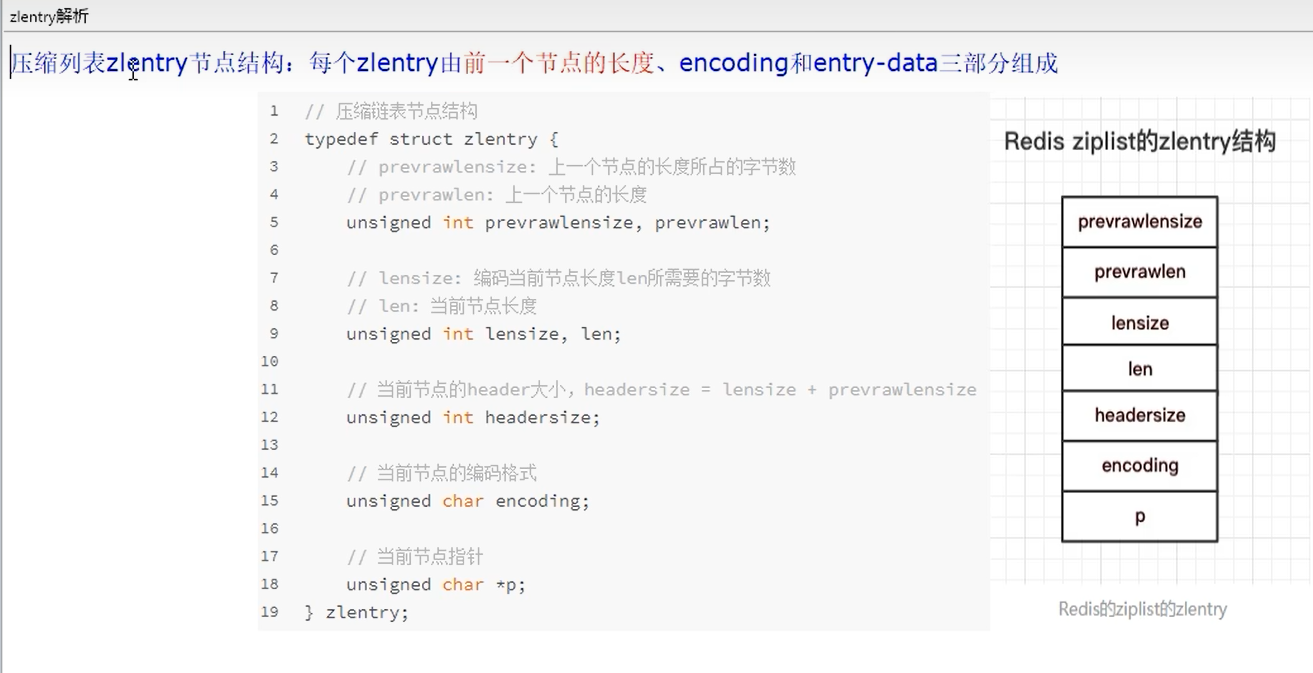 zlentry解析
压缩列表zlentry节点结构：每个zlentry由前一个节点的长度、encoding和entry-data三部分组成
1 // 压缩链表节点结构
2 typedef struct zlentry {
3 // prevrawlensize: 上一个节点的长度所占的字节数
4 // prevrawlen: 上一个节点的长度
5 unsigned int prevrawlensize, prevrawlen;
6
7 // lensize: 编码当前节点长度len所需要的字节数
8 // len: 当前节点长度
9 unsigned int lensize, len;
10
11 // 当前节点的header大小，headersize = lensize + prevrawlensize
12 unsigned int headersize;
13
14 // 当前节点的编码格式
15 unsigned char encoding;
16
17 // 当前节点指针
18 unsigned char *p;
19 } zlentry;
Redis ziplist的zlentry结构
prevrawlensize
prevrawlen
lensize
len
headersize
encoding
p
Redis的ziplist的zlentry